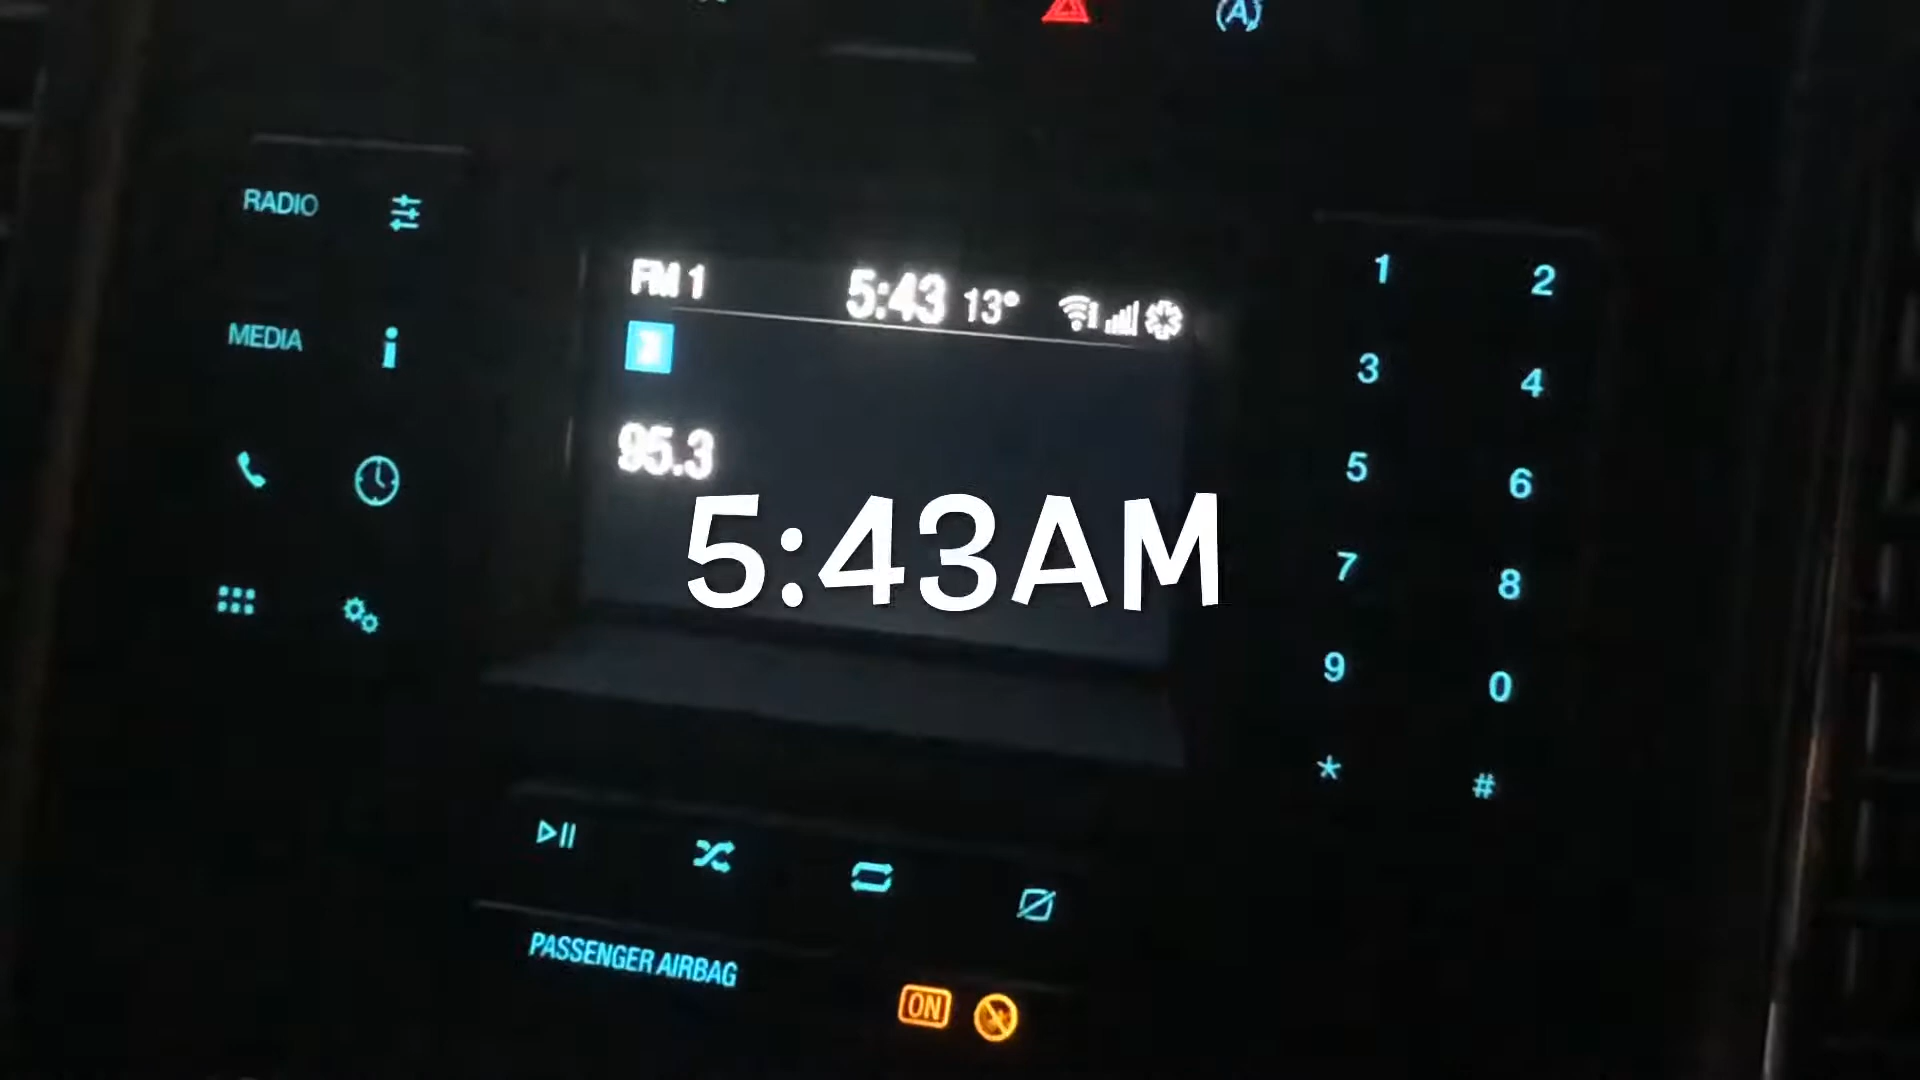 (A)
RADIO
MEDIA
FM 1 5:43 13°
95.3
5:43AM
1 2
3 4
5 6
7 8
9 0
* #
PASSENGER AIRBAG
ON